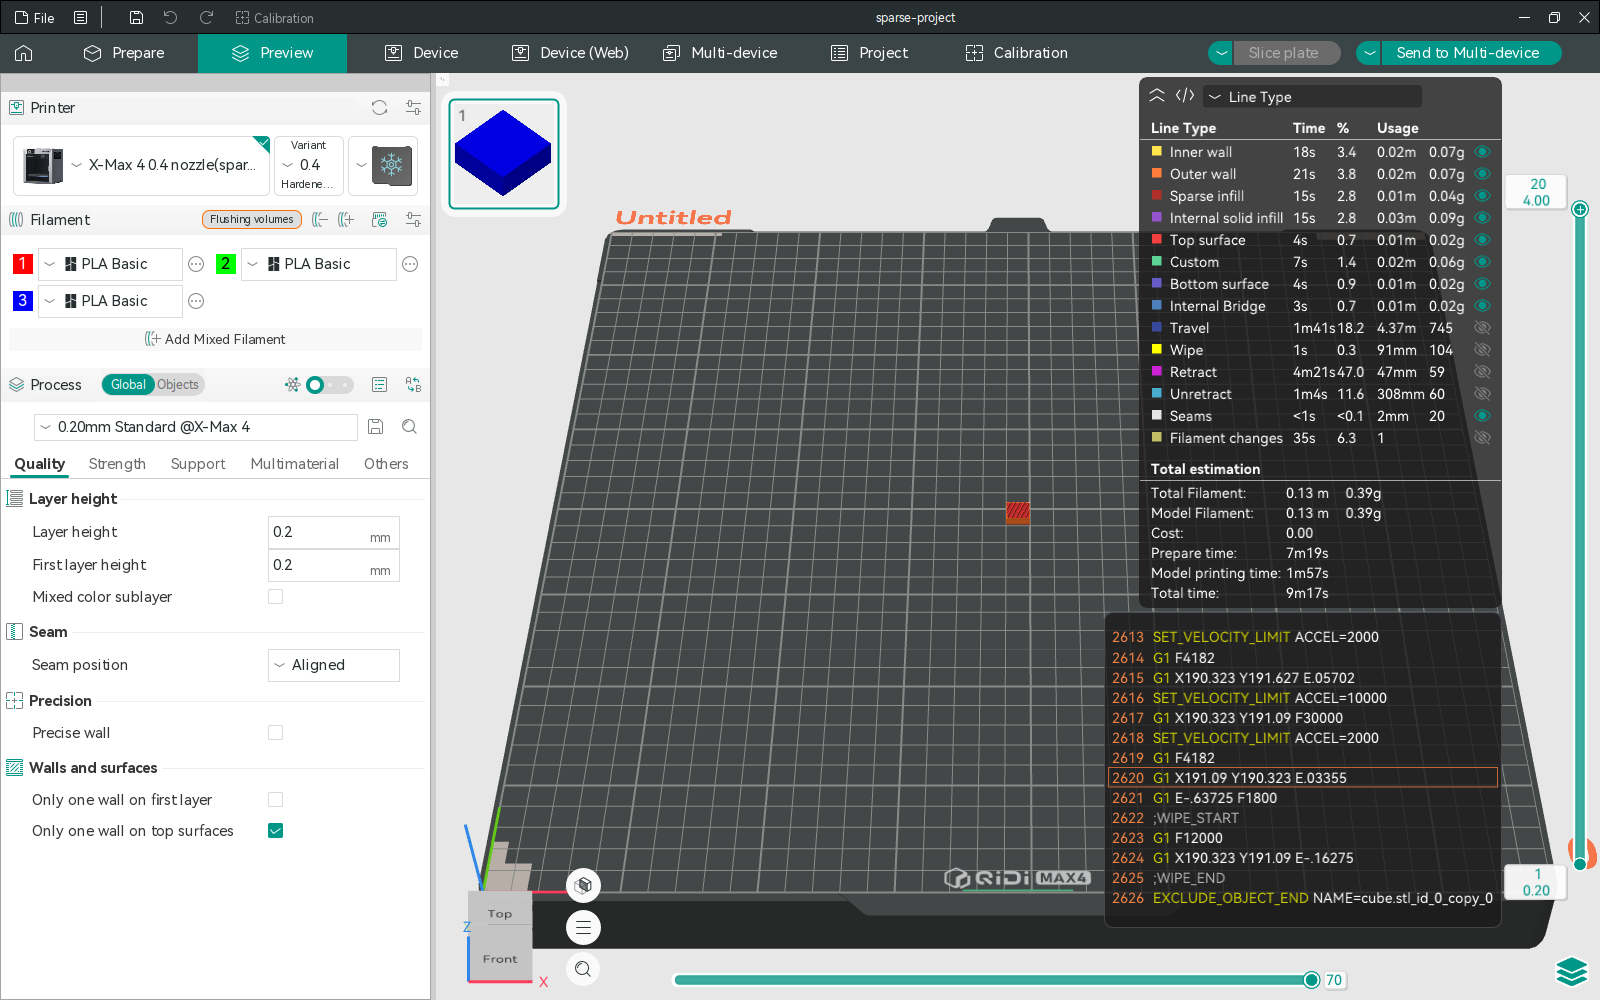 File
Calibration
sparse-project
Prepare
Preview
Device
Device (Web)
Multi-device
Project
Calibration
Slice plate
Send to Multi-device
Printer
X-Max 4 0.4 nozzle(spar...
Variant
0.4
Hardene...
Filament
Flushing volumes
1 PLA Basic
2 PLA Basic
3 PLA Basic
Add Mixed Filament
Process
Global Objects
0.20mm Standard @X-Max 4
Quality Strength Support Multimaterial Others
Layer height
Layer height 0.2 mm
First layer height 0.2 mm
Mixed color sublayer
Seam
Seam position Aligned
Precision
Precise wall
Walls and surfaces
Only one wall on first layer
Only one wall on top surfaces
1
Untitled
QIDI MAX4
Top
Front
Z
X
Line Type
Line Type Time % Usage
Inner wall 18s 3.4 0.02m 0.07g
Outer wall 21s 3.8 0.02m 0.07g
Sparse infill 15s 2.8 0.01m 0.04g
Internal solid infill 15s 2.8 0.03m 0.09g
Top surface 4s 0.7 0.01m 0.02g
Custom 7s 1.4 0.02m 0.06g
Bottom surface 4s 0.9 0.01m 0.02g
Internal Bridge 3s 0.7 0.01m 0.02g
Travel 1m41s 18.2 4.37m 745
Wipe 1s 0.3 91mm 104
Retract 4m21s 47.0 47mm 59
Unretract 1m4s 11.6 308mm 60
Seams <1s <0.1 2mm 20
Filament changes 35s 6.3 1
Total estimation
Total Filament: 0.13 m 0.39g
Model Filament: 0.13 m 0.39g
Cost: 0.00
Prepare time: 7m19s
Model printing time: 1m57s
Total time: 9m17s
2613 SET_VELOCITY_LIMIT ACCEL=2000
2614 G1 F4182
2615 G1 X190.323 Y191.627 E.05702
2616 SET_VELOCITY_LIMIT ACCEL=10000
2617 G1 X190.323 Y191.09 F30000
2618 SET_VELOCITY_LIMIT ACCEL=2000
2619 G1 F4182
2620 G1 X191.09 Y190.323 E.03355
2621 G1 E-.63725 F1800
2622 ;WIPE_START
2623 G1 F12000
2624 G1 X190.323 Y191.09 E-.16275
2625 ;WIPE_END
2626 EXCLUDE_OBJECT_END NAME=cube.stl_id_0_copy_0
20
4.00
1
0.20
70